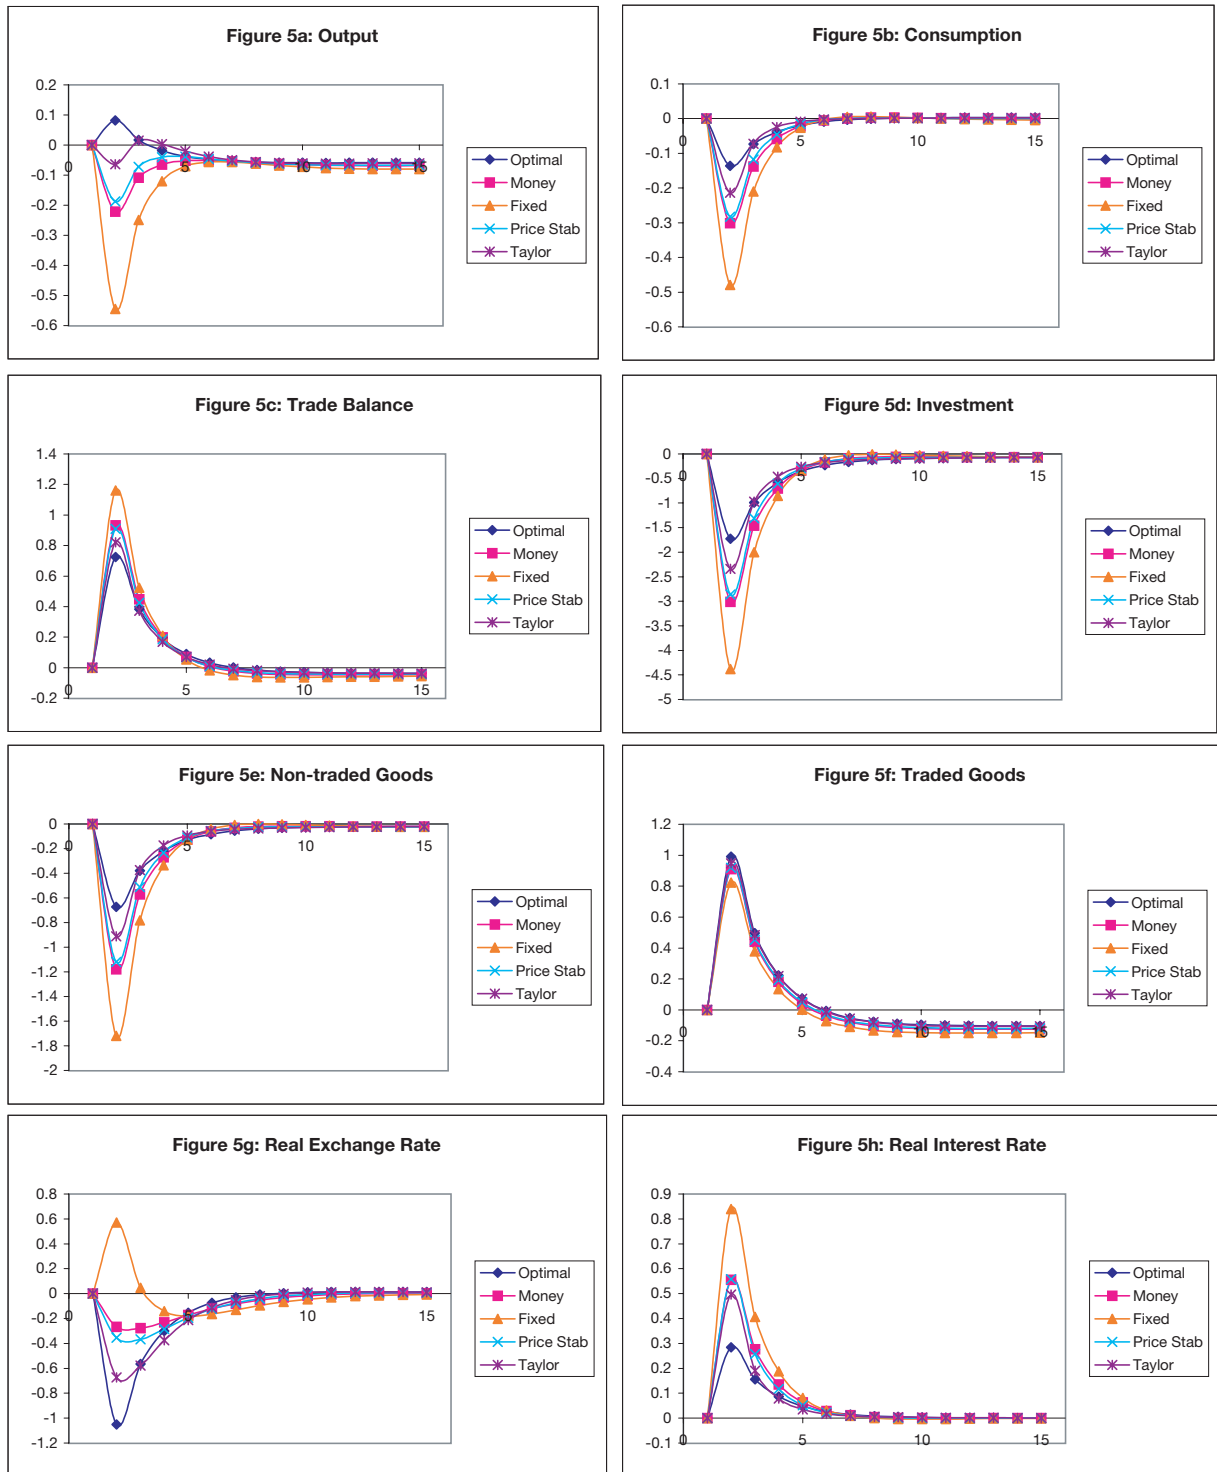 Figure 5a: Output
0.2
0.1
0
-0.1
-0.2
-0.3
-0.4
-0.5
-0.6
0 5 10 15
Optimal
Money
Fixed
Price Stab
Taylor
Figure 5b: Consumption
0.1
0
-0.1
-0.2
-0.3
-0.4
-0.5
-0.6
0 5 10 15
Optimal
Money
Fixed
Price Stab
Taylor
Figure 5c: Trade Balance
1.4
1.2
1
0.8
0.6
0.4
0.2
0
-0.2
0 5 10 15
Optimal
Money
Fixed
Price Stab
Taylor
Figure 5d: Investment
0
-0.5
-1
-1.5
-2
-2.5
-3
-3.5
-4
-4.5
-5
0 5 10 15
Optimal
Money
Fixed
Price Stab
Taylor
Figure 5e: Non-traded Goods
0
-0.2
-0.4
-0.6
-0.8
-1
-1.2
-1.4
-1.6
-1.8
-2
0 5 10 15
Optimal
Money
Fixed
Price Stab
Taylor
Figure 5f: Traded Goods
1.2
1
0.8
0.6
0.4
0.2
0
-0.2
-0.4
0 5 10 15
Optimal
Money
Fixed
Price Stab
Taylor
Figure 5g: Real Exchange Rate
0.8
0.6
0.4
0.2
0
-0.2
-0.4
-0.6
-0.8
-1
-1.2
0 5 10 15
Optimal
Money
Fixed
Price Stab
Taylor
Figure 5h: Real Interest Rate
0.9
0.8
0.7
0.6
0.5
0.4
0.3
0.2
0.1
0
-0.1
0 5 10 15
Optimal
Money
Fixed
Price Stab
Taylor